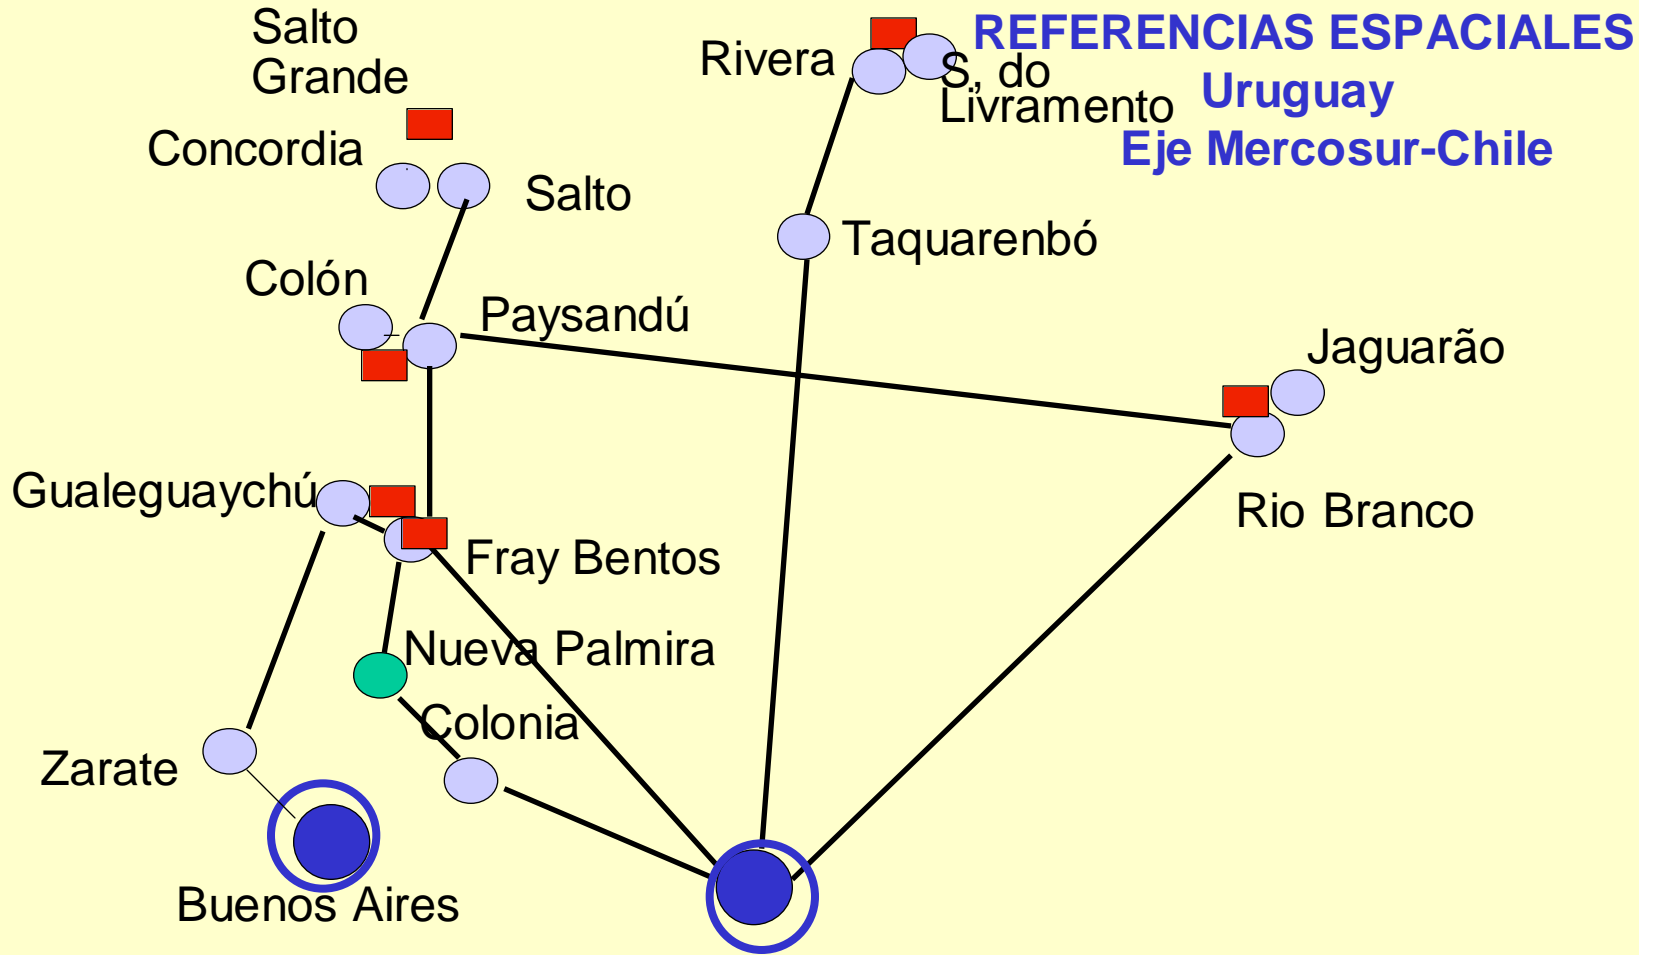 REFERENCIAS ESPACIALES
Uruguay
Eje Mercosur-Chile
Salto
Grande
Rivera
S, do
Livramento
Concordia
Salto
Taquarenbó
Colón
Paysandú
Jaguarão
Gualeguaychú
Rio Branco
Fray Bentos
Nueva Palmira
Colonia
Zarate
Buenos Aires